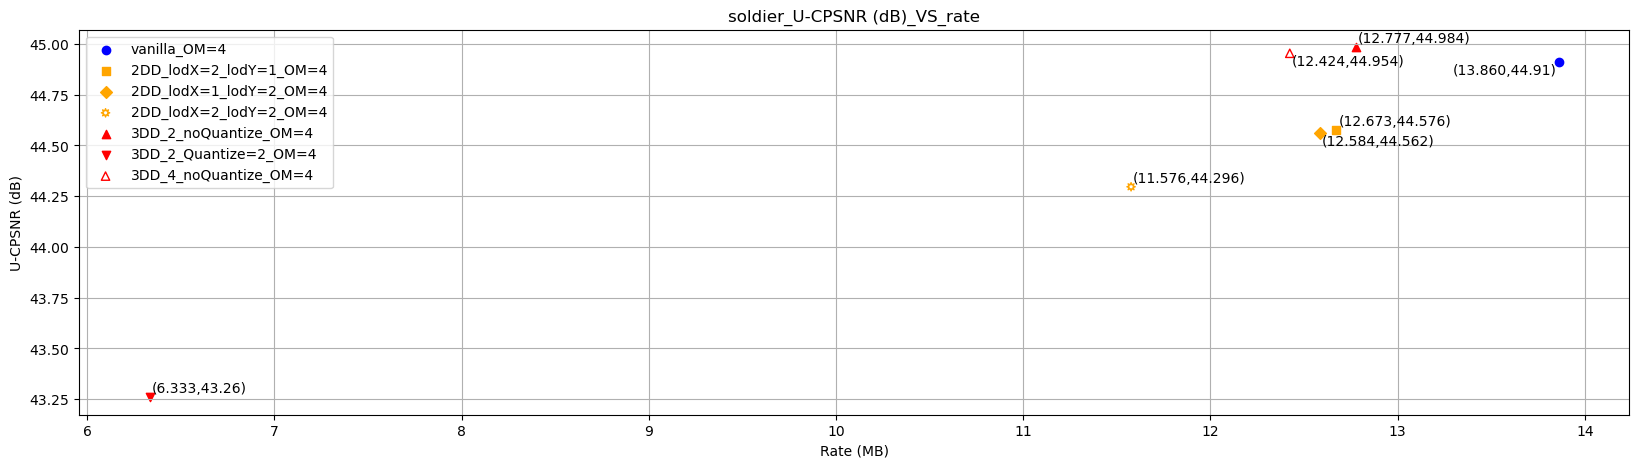 soldier_U-CPSNR (dB)_VS_rate
vanilla_OM=4
2DD_lodX=2_lodY=1_OM=4
2DD_lodX=1_lodY=2_OM=4
2DD_lodX=2_lodY=2_OM=4
3DD_2_noQuantize_OM=4
3DD_2_Quantize=2_OM=4
3DD_4_noQuantize_OM=4
(12.777,44.984)
(12.424,44.954)
(13.860,44.91)
(12.673,44.576)
(12.584,44.562)
(11.576,44.296)
(6.333,43.26)
45.00
44.75
44.50
44.25
44.00
43.75
43.50
43.25
U-CPSNR (dB)
6 7 8 9 10 11 12 13 14
Rate (MB)